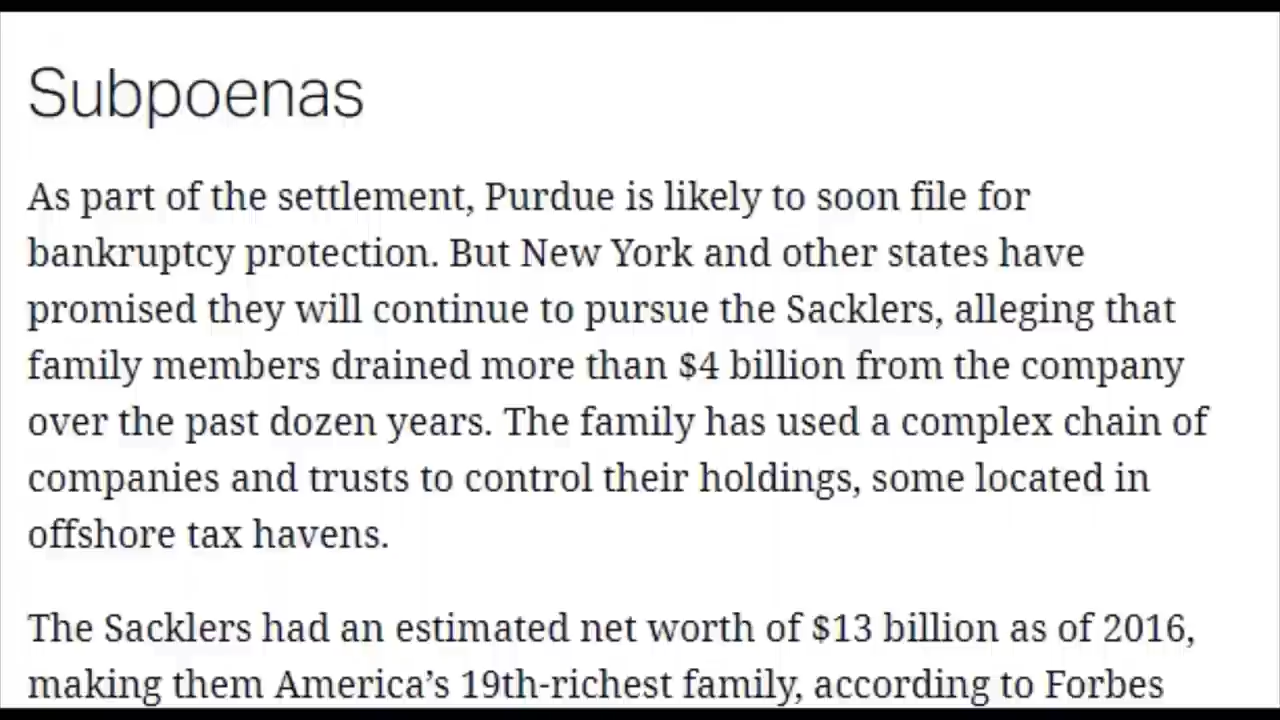 Subpoenas
As part of the settlement, Purdue is likely to soon file for
bankruptcy protection. But New York and other states have
promised they will continue to pursue the Sacklers, alleging that
family members drained more than $4 billion from the company
over the past dozen years. The family has used a complex chain of
companies and trusts to control their holdings, some located in
offshore tax havens.
The Sacklers had an estimated net worth of $13 billion as of 2016,
making them America’s 19th-richest family, according to Forbes